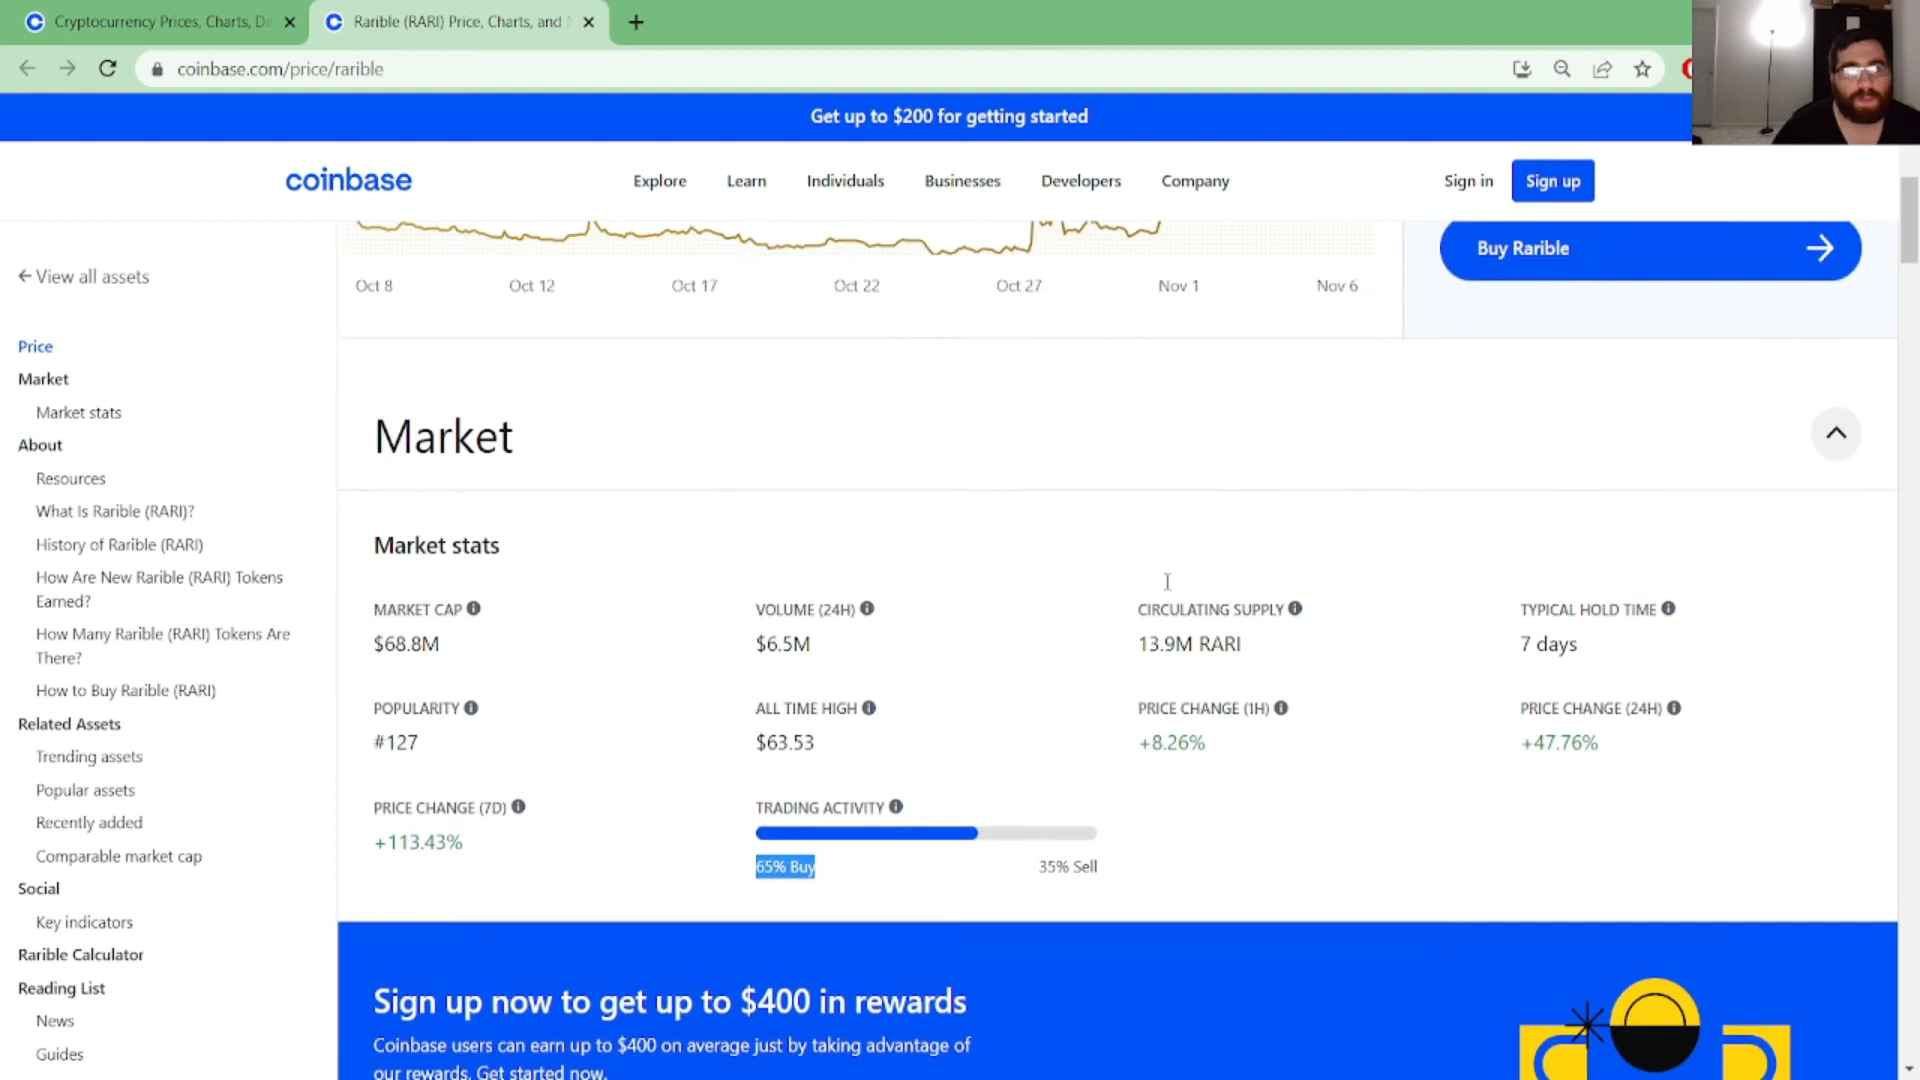 Cryptocurrency Prices, Charts, Da
Rarible (RARI) Price, Charts, and
coinbase.com/price/rarible
Get up to $200 for getting started
coinbase
Explore
Learn
Individuals
Businesses
Developers
Company
Sign in
Sign up
View all assets
Price
Market
Market stats
About
Resources
What Is Rarible (RARI)?
History of Rarible (RARI)
How Are New Rarible (RARI) Tokens
Earned?
How Many Rarible (RARI) Tokens Are
There?
How to Buy Rarible (RARI)
Related Assets
Trending assets
Popular assets
Recently added
Comparable market cap
Social
Key indicators
Rarible Calculator
Reading List
News
Guides
Oct 8
Oct 12
Oct 17
Oct 22
Oct 27
Nov 1
Nov 6
Buy Rarible
Market
Market stats
MARKET CAP
$68.8M
VOLUME (24H)
$6.5M
CIRCULATING SUPPLY
13.9M RARI
TYPICAL HOLD TIME
7 days
POPULARITY
#127
ALL TIME HIGH
$63.53
PRICE CHANGE (1H)
+8.26%
PRICE CHANGE (24H)
+47.76%
PRICE CHANGE (7D)
+113.43%
TRADING ACTIVITY
65% Buy
35% Sell
Sign up now to get up to $400 in rewards
Coinbase users can earn up to $400 on average just by taking advantage of
our rewards. Get started now.